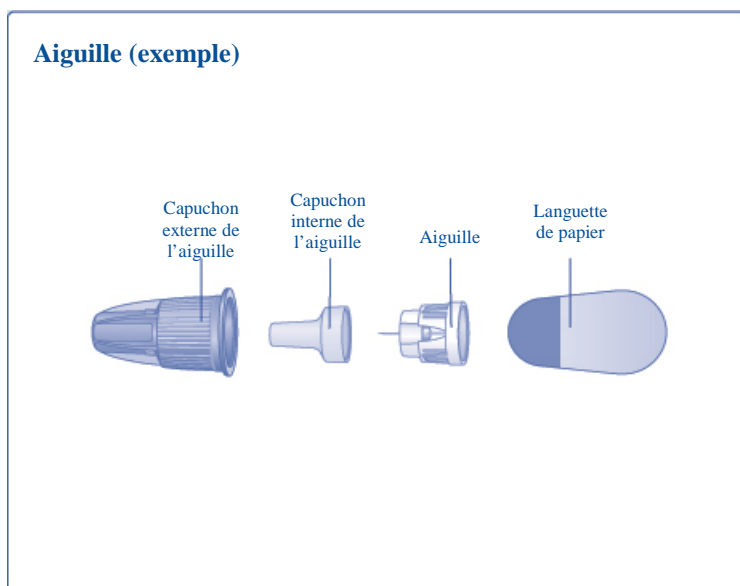 Aiguille (exemple)
Capuchon
externe de
l’aiguille
Capuchon
interne de
l’aiguille
Aiguille
Languette
de papier